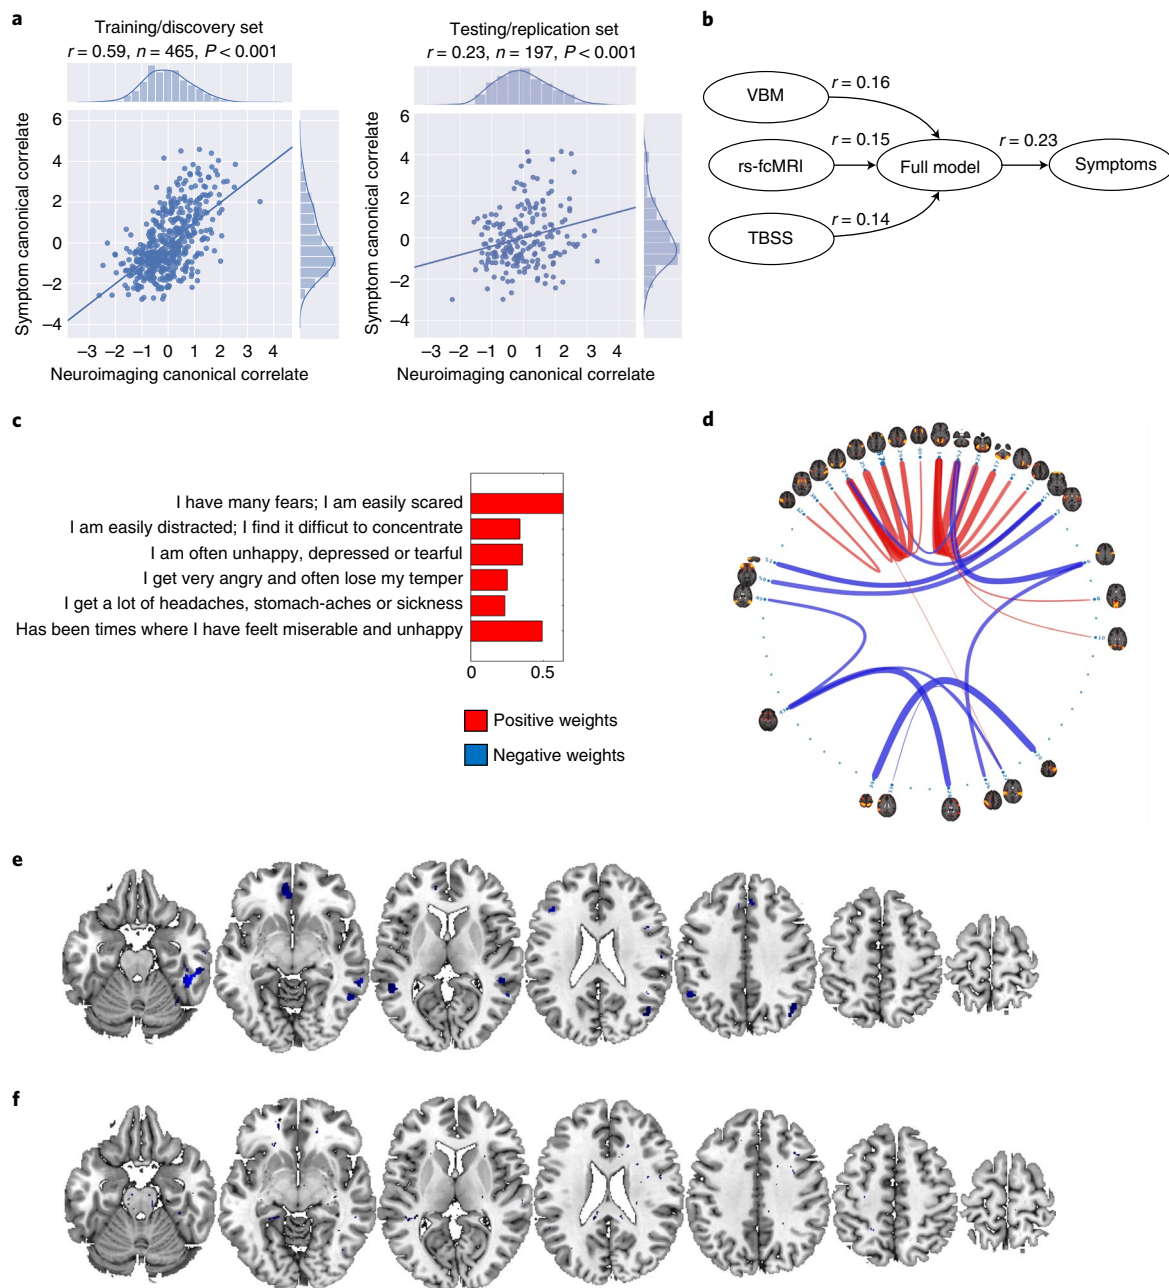 a
Training/discovery set
r = 0.59, n = 465, P < 0.001
Symptom canonical correlate
6
4
2
0
–2
–4
–3 –2 –1 0 1 2 3 4
Neuroimaging canonical correlate
Testing/replication set
r = 0.23, n = 197, P < 0.001
Symptom canonical correlate
6
4
2
0
–2
–4
–3 –2 –1 0 1 2 3 4
Neuroimaging canonical correlate
b
VBM
r = 0.16
rs-fcMRI
r = 0.15
Full model
r = 0.23
Symptoms
TBSS
r = 0.14
c
I have many fears; I am easily scared
I am easily distracted; I find it difficut to concentrate
I am often unhappy, depressed or tearful
I get very angry and often lose my temper
I get a lot of headaches, stomach-aches or sickness
Has been times where I have feelt miserable and unhappy
0 0.5
Positive weights
Negative weights
d
e
f